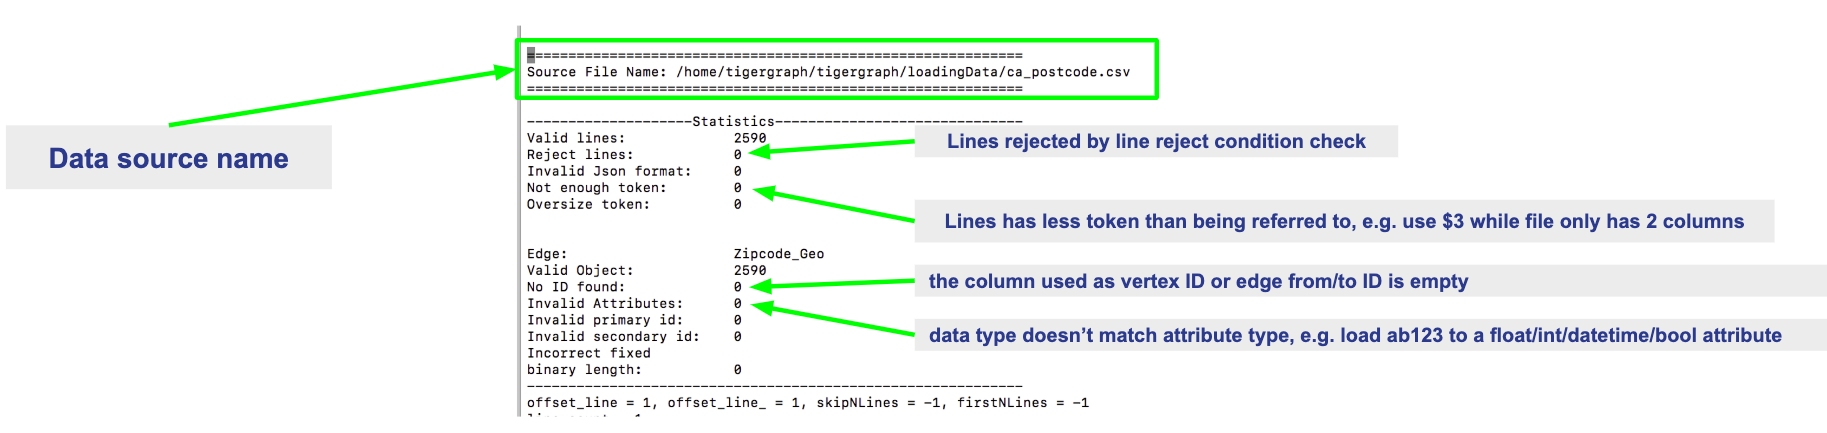 ============================================================
Source File Name: /home/tigergraph/tigergraph/loadingData/ca_postcode.csv
============================================================
Data source name
--------------------Statistics------------------------------
Valid lines: 2590
Lines rejected by line reject condition check
Reject lines: 0
Invalid Json format: 0
Not enough token: 0
Oversize token: 0
Lines has less token than being referred to, e.g. use $3 while file only has 2 columns
Edge: Zipcode_Geo
Valid Object: 2590
No ID found: 0
the column used as vertex ID or edge from/to ID is empty
Invalid Attributes: 0
Invalid primary id: 0
Invalid secondary id: 0
data type doesn’t match attribute type, e.g. load ab123 to a float/int/datetime/bool attribute
Incorrect fixed
binary length: 0
------------------------------------------------------------
offset_line = 1, offset_line_ = 1, skipNLines = -1, firstNLines = -1